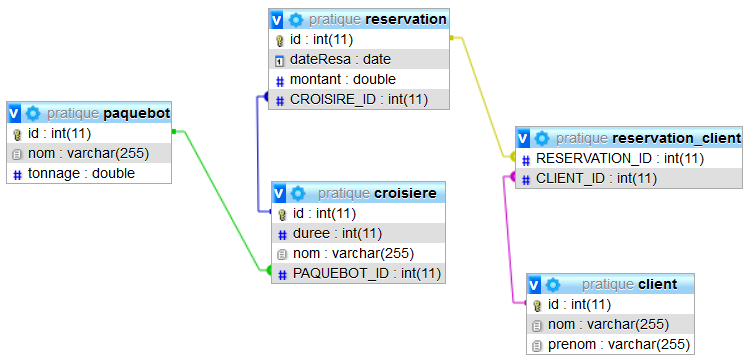 pratique reservation
id : int(11)
dateResa : date
montant : double
CROISIRE_ID : int(11)
pratique paquebot
id : int(11)
nom : varchar(255)
tonnage : double
pratique croisiere
id : int(11)
duree : int(11)
nom : varchar(255)
PAQUEBOT_ID : int(11)
pratique reservation_client
RESERVATION_ID : int(11)
CLIENT_ID : int(11)
pratique client
id : int(11)
nom : varchar(255)
prenom : varchar(255)